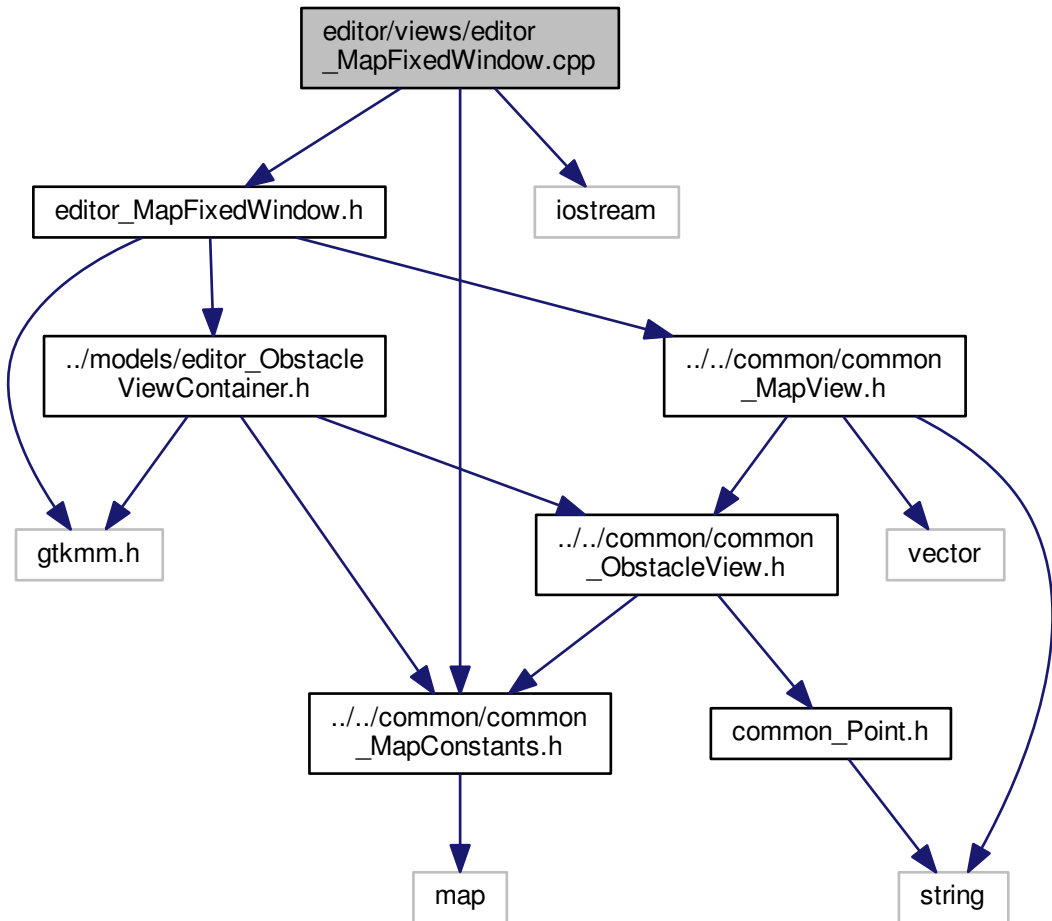 editor/views/editor
_MapFixedWindow.cpp
editor_MapFixedWindow.h
iostream
../models/editor_Obstacle
ViewContainer.h
../../common/common
_MapView.h
gtkmm.h
../../common/common
_ObstacleView.h
vector
../../common/common
_MapConstants.h
common_Point.h
map
string